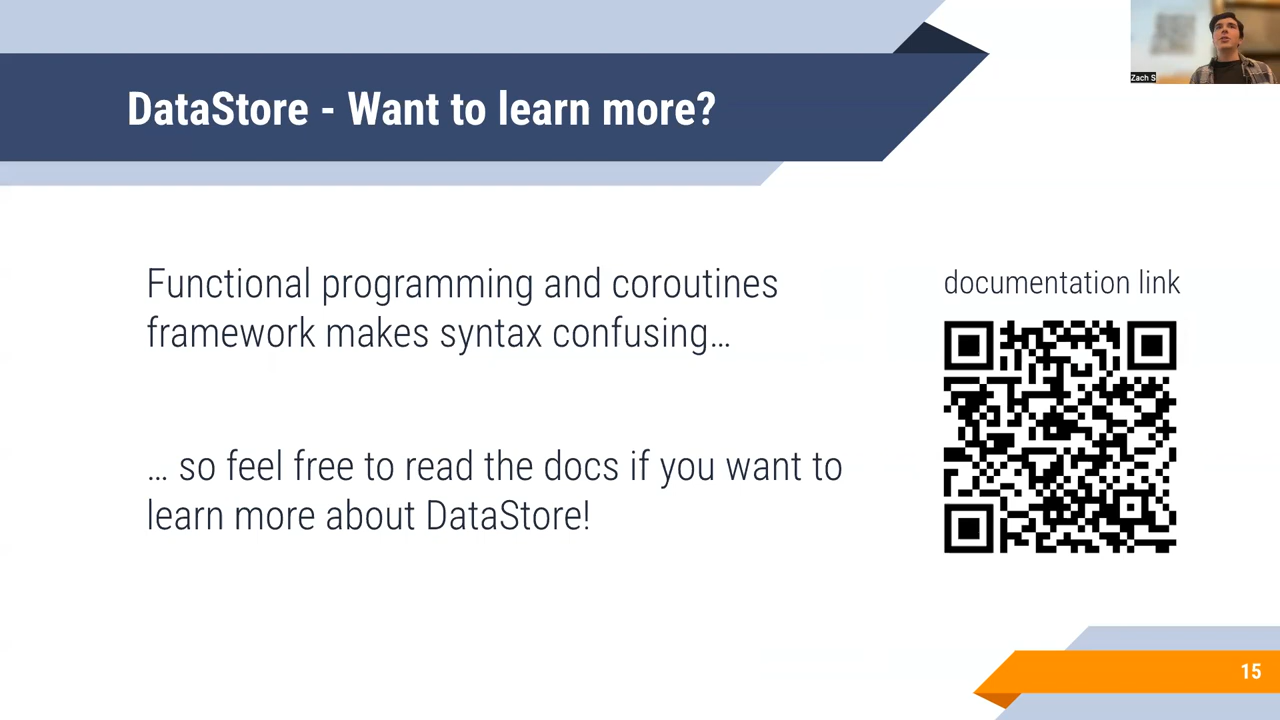 Zach S
DataStore - Want to learn more?
Functional programming and coroutines
framework makes syntax confusing…
… so feel free to read the docs if you want to
learn more about DataStore!
documentation link
15